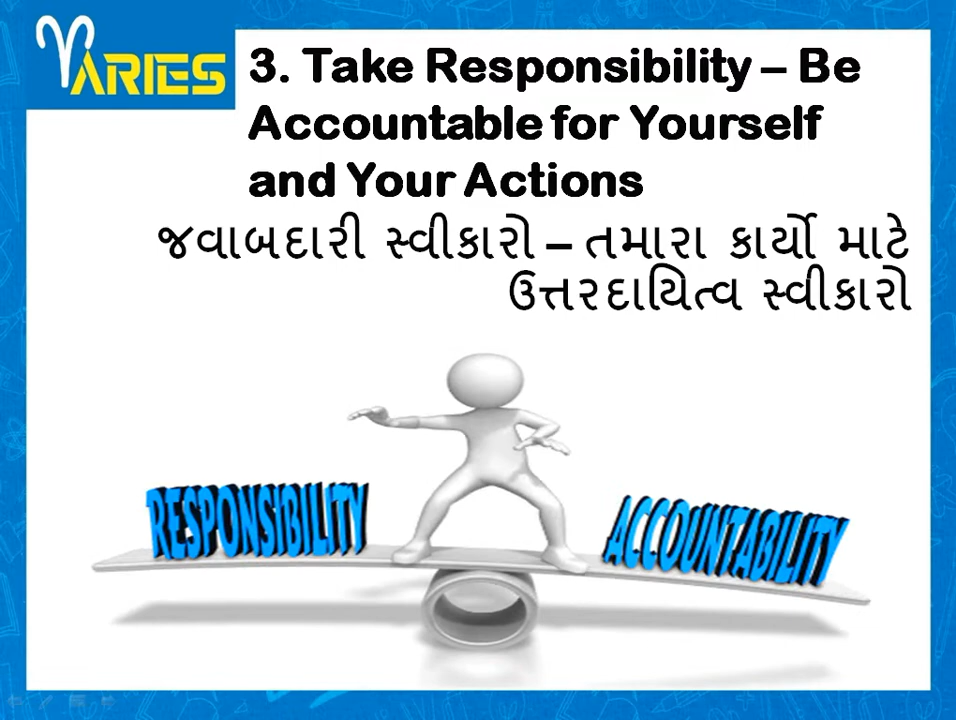 ARIES
3. Take Responsibility – Be
Accountable for Yourself
and Your Actions
જવાબદારી સ્વીકારો – તમારા કાર્યો માટે
ઉત્તરદાયિત્વ સ્વીકારો
RESPONSIBILITY
ACCOUNTABILITY